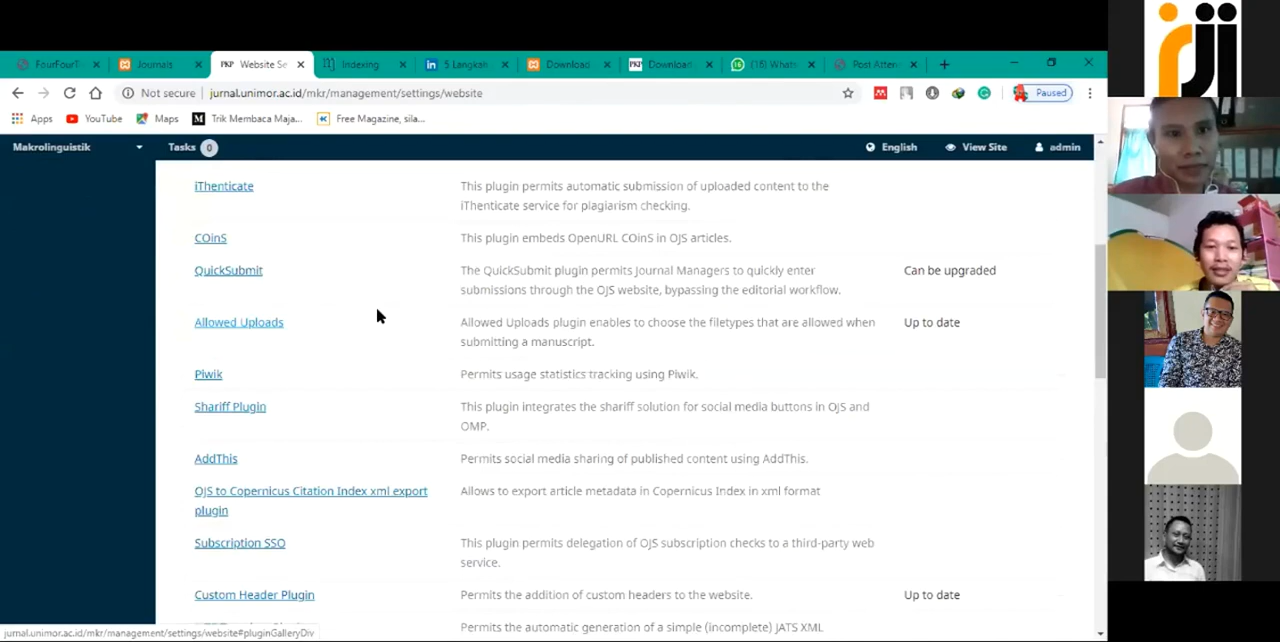 FourFourT
Journals
PKP Website Se
Indexing
5 Langkah
Download
PKP Download
(15) Whats
Post Atten
Not secure jurnal.unimor.ac.id/mkr/management/settings/website
Paused
Apps YouTube Maps Trik Membaca Maja... Free Magazine, sila...
Makrolinguistik Tasks 0 English View Site admin
iThenticate This plugin permits automatic submission of uploaded content to the
iThenticate service for plagiarism checking.
COinS This plugin embeds OpenURL COinS in OJS articles.
QuickSubmit The QuickSubmit plugin permits Journal Managers to quickly enter Can be upgraded
submissions through the OJS website, bypassing the editorial workflow.
Allowed Uploads Allowed Uploads plugin enables to choose the filetypes that are allowed when Up to date
submitting a manuscript.
Piwik Permits usage statistics tracking using Piwik.
Shariff Plugin This plugin integrates the shariff solution for social media buttons in OJS and
OMP.
AddThis Permits social media sharing of published content using AddThis.
OJS to Copernicus Citation Index xml export Allows to export article metadata in Copernicus Index in xml format
plugin
Subscription SSO This plugin permits delegation of OJS subscription checks to a third-party web
service.
Custom Header Plugin Permits the addition of custom headers to the website. Up to date
Permits the automatic generation of a simple (incomplete) JATS XML
jurnal.unimor.ac.id/mkr/management/settings/website#pluginGalleryDiv
rji